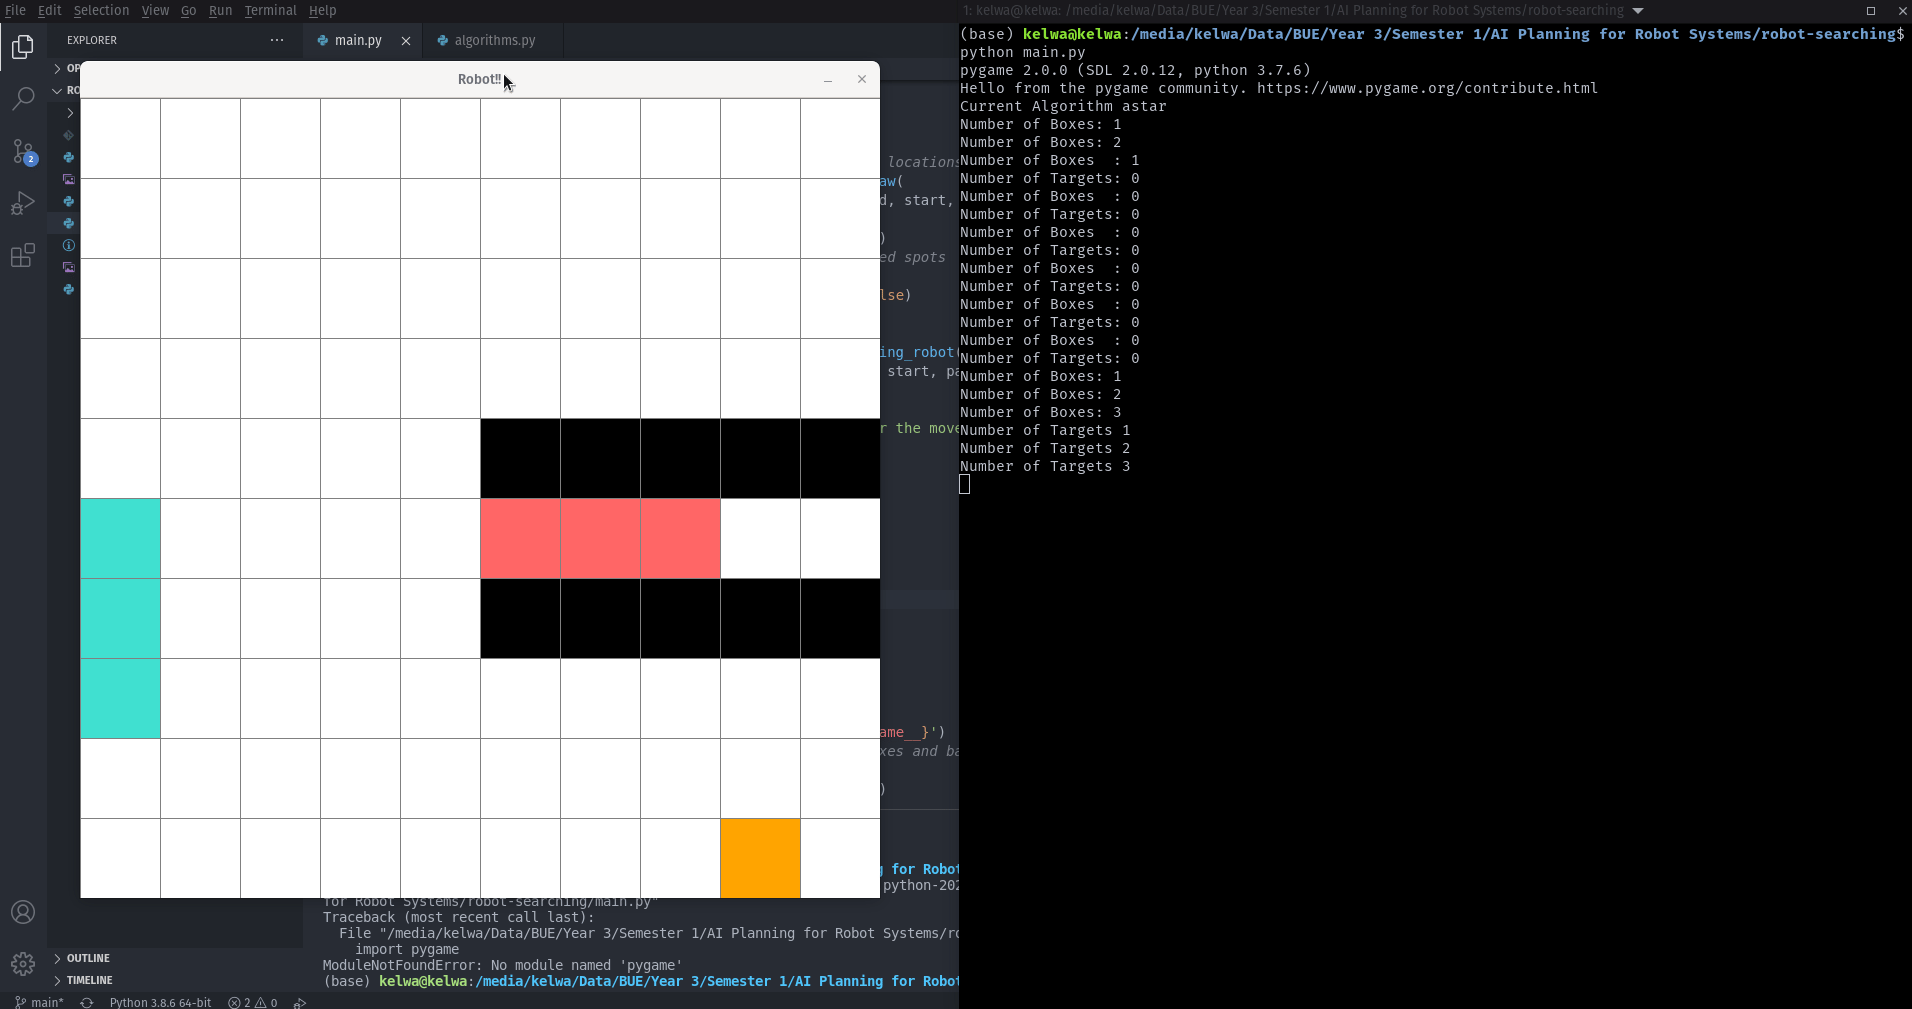 File Edit Selection View Go Run Terminal Help
EXPLORER ···
main.py
algorithms.py
OP
RO
2
Robot!!
locations
aw(
d, start,
)
ed spots
lse)
ing_robot(
start, pa
r the move
ame__}')
xes and ba
)
g for Robot
python-202
for Robot Systems/robot-searching/main.py"
Traceback (most recent call last):
File "/media/kelwa/Data/BUE/Year 3/Semester 1/AI Planning for Robot Systems/ro
import pygame
ModuleNotFoundError: No module named 'pygame'
(base) kelwa@kelwa:/media/kelwa/Data/BUE/Year 3/Semester 1/AI Planning for Robot
OUTLINE
TIMELINE
main* Python 3.8.6 64-bit 2 0
1: kelwa@kelwa: /media/kelwa/Data/BUE/Year 3/Semester 1/AI Planning for Robot Systems/robot-searching
(base) kelwa@kelwa:/media/kelwa/Data/BUE/Year 3/Semester 1/AI Planning for Robot Systems/robot-searching$
python main.py
pygame 2.0.0 (SDL 2.0.12, python 3.7.6)
Hello from the pygame community. https://www.pygame.org/contribute.html
Current Algorithm astar
Number of Boxes: 1
Number of Boxes: 2
Number of Boxes  : 1
Number of Targets: 0
Number of Boxes  : 0
Number of Targets: 0
Number of Boxes  : 0
Number of Targets: 0
Number of Boxes  : 0
Number of Targets: 0
Number of Boxes  : 0
Number of Targets: 0
Number of Boxes  : 0
Number of Targets: 0
Number of Boxes: 1
Number of Boxes: 2
Number of Boxes: 3
Number of Targets 1
Number of Targets 2
Number of Targets 3